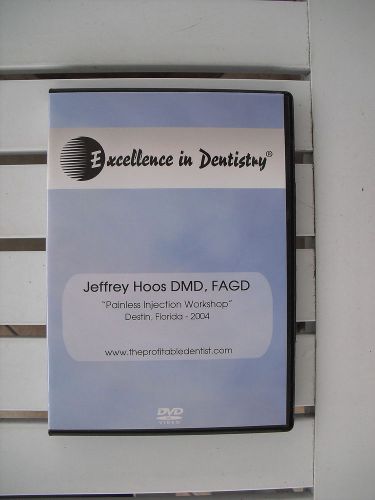 Excellence in Dentistry®
Jeffrey Hoos DMD, FAGD
"Painless Injection Workshop"
Destin, Florida - 2004
www.theprofitabledentist.com
DVD
VIDEO